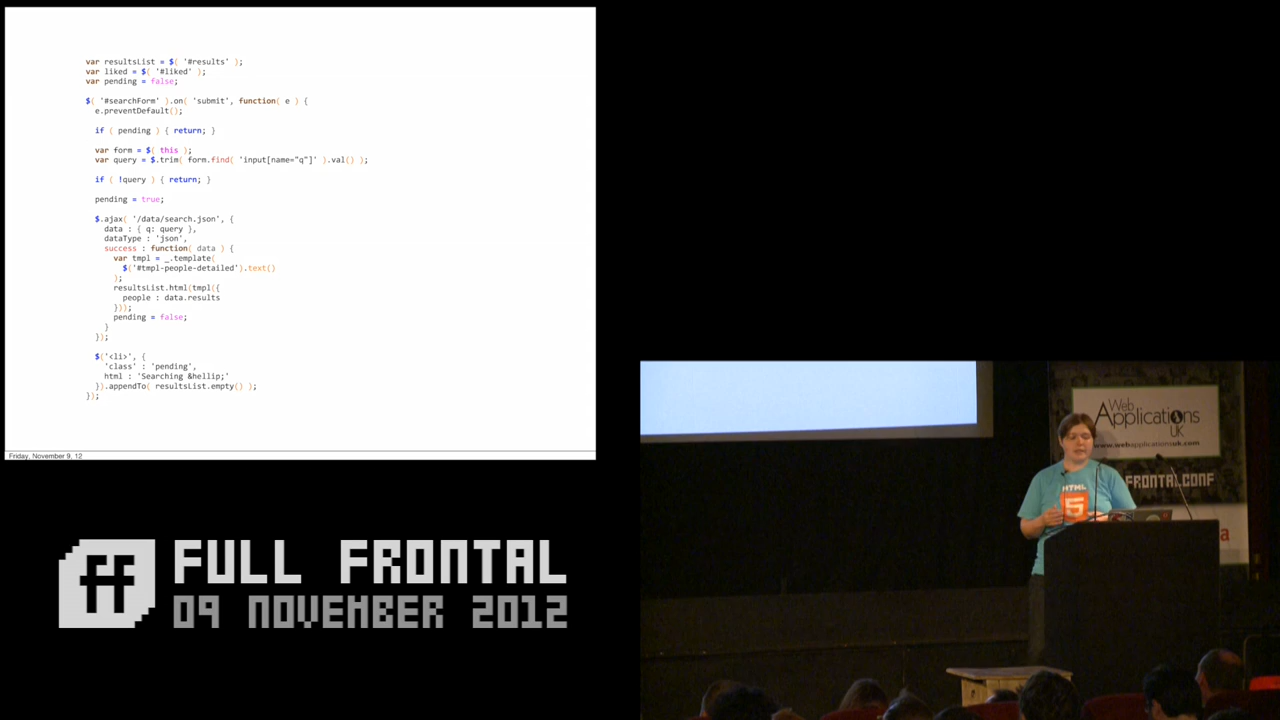 var resultsList = $( '#results' );
var liked = $( '#liked' );
var pending = false;
$( '#searchForm' ).on( 'submit', function( e ) {
e.preventDefault();
if ( pending ) { return; }
var form = $( this );
var query = $.trim( form.find( 'input[name="q"]' ).val() );
if ( !query ) { return; }
pending = true;
$.ajax( '/data/search.json', {
data : { q: query },
dataType : 'json',
success : function( data ) {
var tmpl = _.template(
$('#tmpl-people-detailed').text()
);
resultsList.html(tmpl({
people : data.results
}));
pending = false;
}
});
$('<li>', {
'class' : 'pending',
html : 'Searching &hellip;'
}).appendTo( resultsList.empty() );
});
Friday, November 9, 12
ff FULL FRONTAL
09 NOVEMBER 2012
Web
Applications
UK
www.webapplicationsuk.com
FRONTALCONF
HTML
5